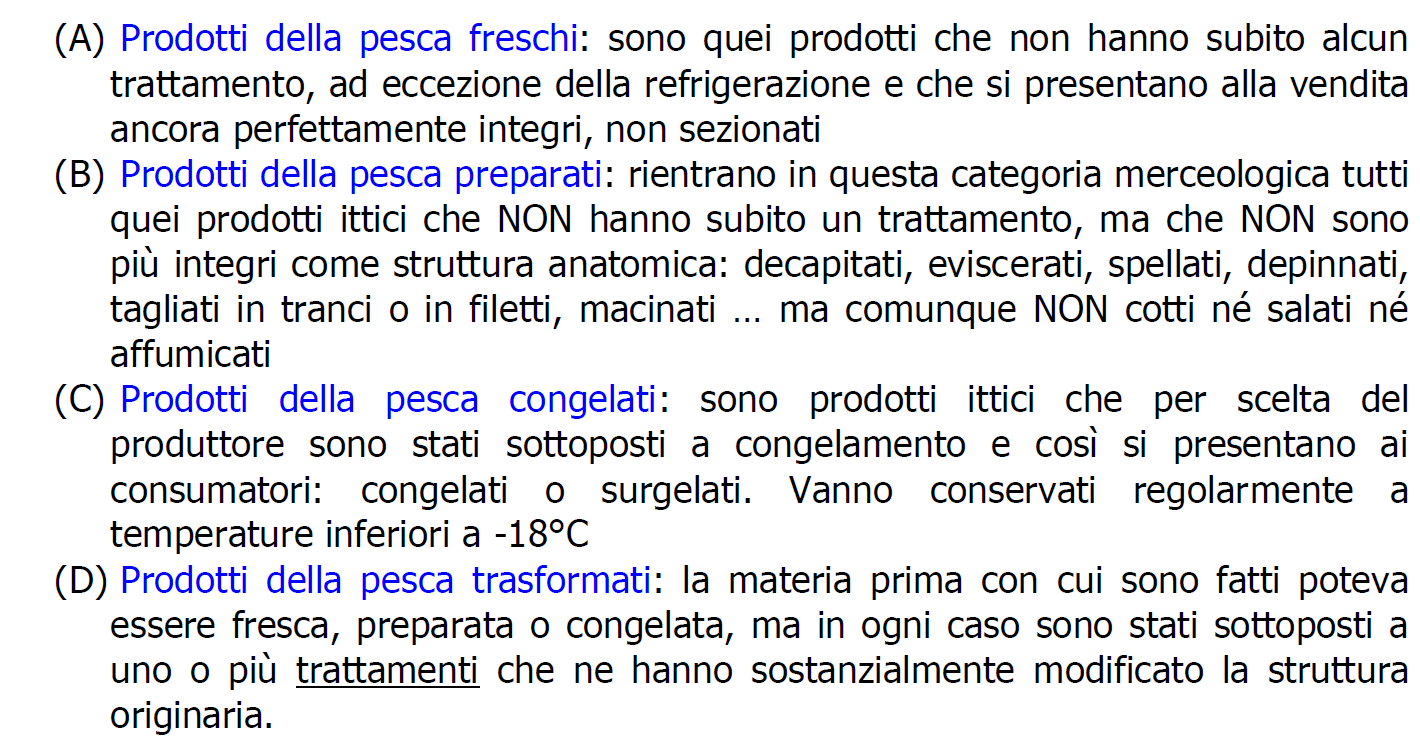 (A) Prodotti della pesca freschi: sono quei prodotti che non hanno subito alcun
trattamento, ad eccezione della refrigerazione e che si presentano alla vendita
ancora perfettamente integri, non sezionati
(B) Prodotti della pesca preparati: rientrano in questa categoria merceologica tutti
quei prodotti ittici che NON hanno subito un trattamento, ma che NON sono
più integri come struttura anatomica: decapitati, eviscerati, spellati, depinnati,
tagliati in tranci o in filetti, macinati … ma comunque NON cotti né salati né
affumicati
(C) Prodotti della pesca congelati: sono prodotti ittici che per scelta del
produttore sono stati sottoposti a congelamento e così si presentano ai
consumatori: congelati o surgelati. Vanno conservati regolarmente a
temperature inferiori a -18°C
(D) Prodotti della pesca trasformati: la materia prima con cui sono fatti poteva
essere fresca, preparata o congelata, ma in ogni caso sono stati sottoposti a
uno o più trattamenti che ne hanno sostanzialmente modificato la struttura
originaria.